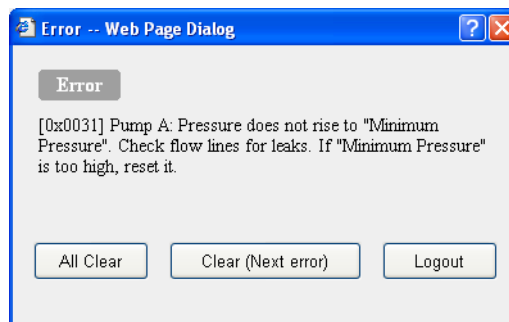 Error -- Web Page Dialog
Error
[0x0031] Pump A: Pressure does not rise to "Minimum
Pressure". Check flow lines for leaks. If "Minimum Pressure"
is too high, reset it.
All Clear Clear (Next error) Logout